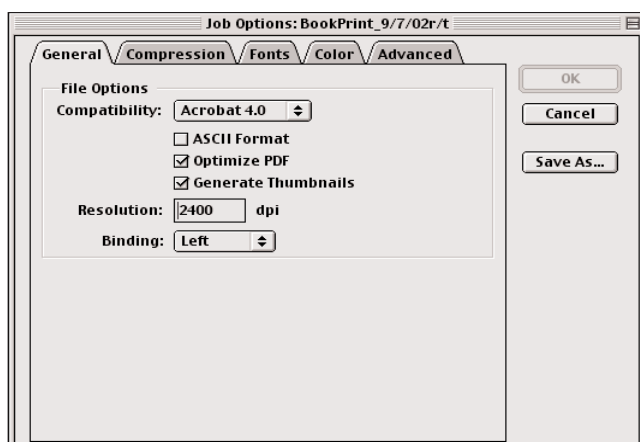 Job Options: BookPrint_9/7/02r/t
General Compression Fonts Color Advanced
File Options
Compatibility: Acrobat 4.0
ASCII Format
Optimize PDF
Generate Thumbnails
Resolution: 2400 dpi
Binding: Left
OK
Cancel
Save As...